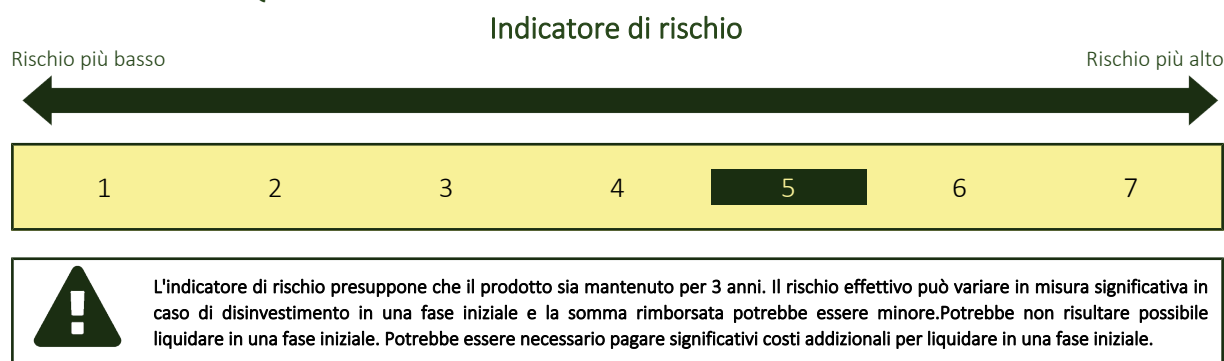 Indicatore di rischio
Rischio più basso
Rischio più alto
1 2 3 4 5 6 7
L'indicatore di rischio presuppone che il prodotto sia mantenuto per 3 anni. Il rischio effettivo può variare in misura significativa in
caso di disinvestimento in una fase iniziale e la somma rimborsata potrebbe essere minore.Potrebbe non risultare possibile
liquidare in una fase iniziale. Potrebbe essere necessario pagare significativi costi addizionali per liquidare in una fase iniziale.